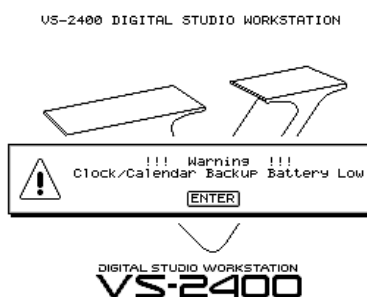 VS-2400 DIGITAL STUDIO WORKSTATION
!!! Warning !!!
Clock/Calendar Backup Battery Low
ENTER
DIGITAL STUDIO WORKSTATION
VS-2400